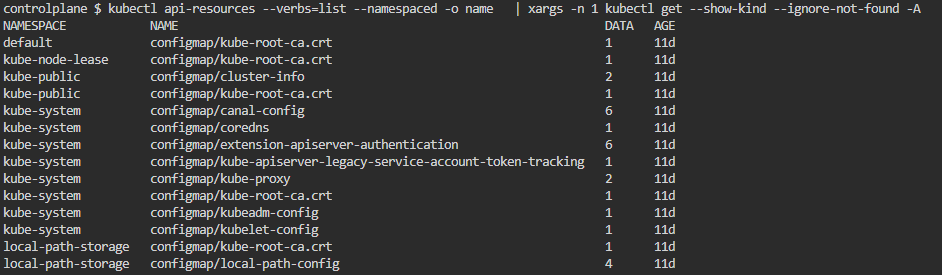 controlplane $ kubectl api-resources --verbs=list --namespaced -o name   | xargs -n 1 kubectl get --show-kind --ignore-not-found -A
NAMESPACE            NAME                                                             DATA   AGE
default              configmap/kube-root-ca.crt                                       1      11d
kube-node-lease      configmap/kube-root-ca.crt                                       1      11d
kube-public          configmap/cluster-info                                           2      11d
kube-public          configmap/kube-root-ca.crt                                       1      11d
kube-system          configmap/canal-config                                           6      11d
kube-system          configmap/coredns                                                1      11d
kube-system          configmap/extension-apiserver-authentication                     6      11d
kube-system          configmap/kube-apiserver-legacy-service-account-token-tracking   1      11d
kube-system          configmap/kube-proxy                                             2      11d
kube-system          configmap/kube-root-ca.crt                                       1      11d
kube-system          configmap/kubeadm-config                                         1      11d
kube-system          configmap/kubelet-config                                         1      11d
local-path-storage   configmap/kube-root-ca.crt                                       1      11d
local-path-storage   configmap/local-path-config                                      4      11d